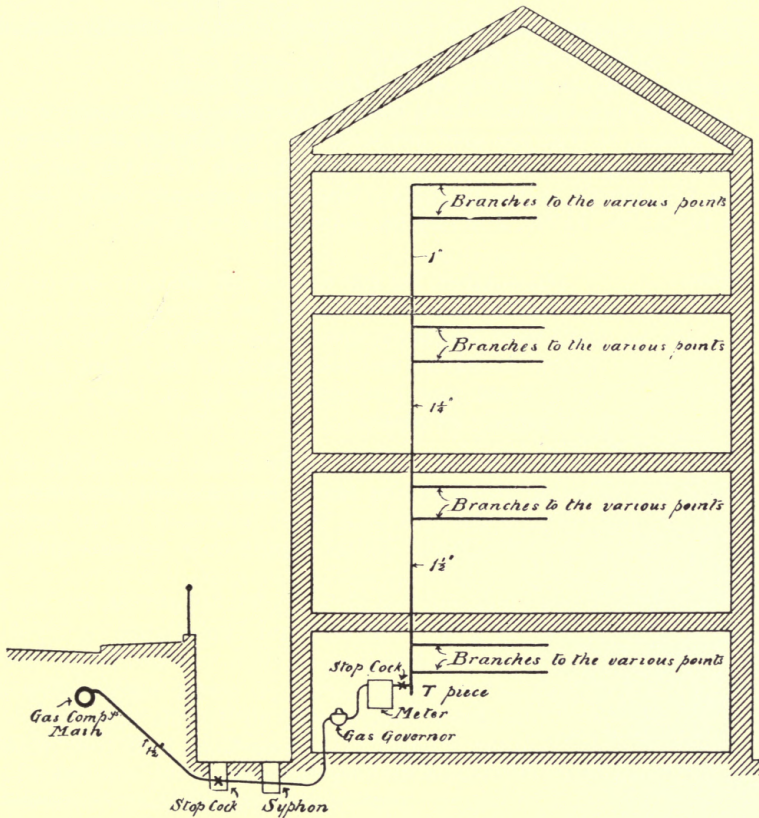 Branches to the various points
1"
Branches to the various points
1¼"
Branches to the various points
1½"
Stop Cock
Branches to the various points
T piece
Meter
Gas Governor
Gas Compys
Main
1½"
Stop Cock
Syphon